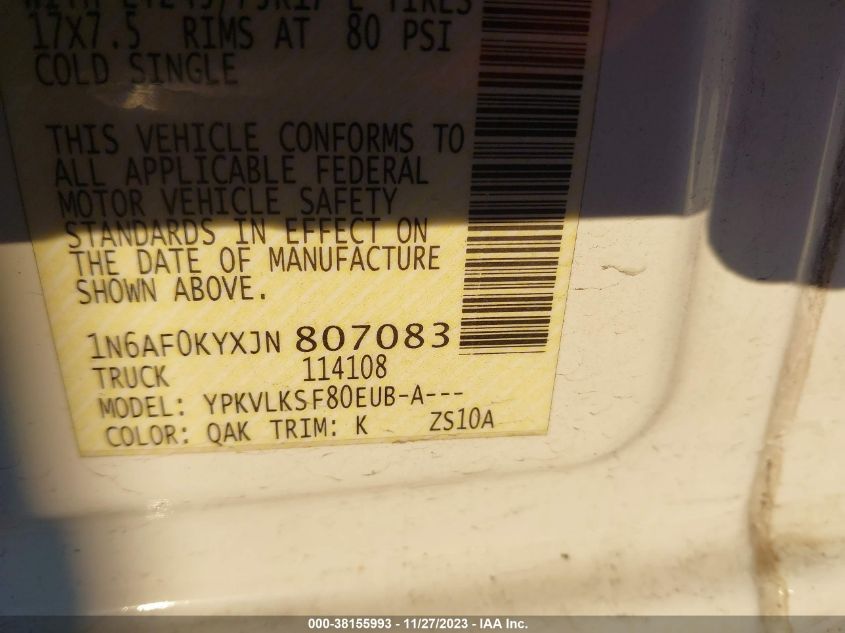 17X7.5 RIMS AT 80 PSI
COLD SINGLE
THIS VEHICLE CONFORMS TO
ALL APPLICABLE FEDERAL
MOTOR VEHICLE SAFETY
STANDARDS IN EFFECT ON
THE DATE OF MANUFACTURE
SHOWN ABOVE.
1N6AF0KYXJN 807083
TRUCK 114108
MODEL: YPKVLKSF80EUB-A---
COLOR: QAK TRIM: K ZS10A
000-38155993 - 11/27/2023 - IAA Inc.